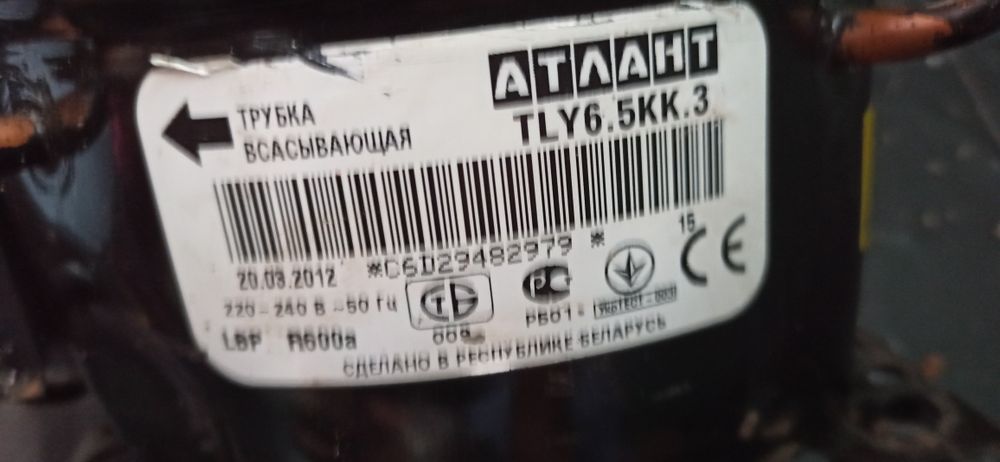 АТЛАНТ
TLY6.5KK.3
ТРУБКА
ВСАСЫВАЮЩАЯ
*C6D29482979 *
20.03.2012
15
CE
220-240 В ~50 Гц
LBP R600a
РБ01
СДЕЛАНО В РЕСПУБЛИКЕ БЕЛАРУСЬ